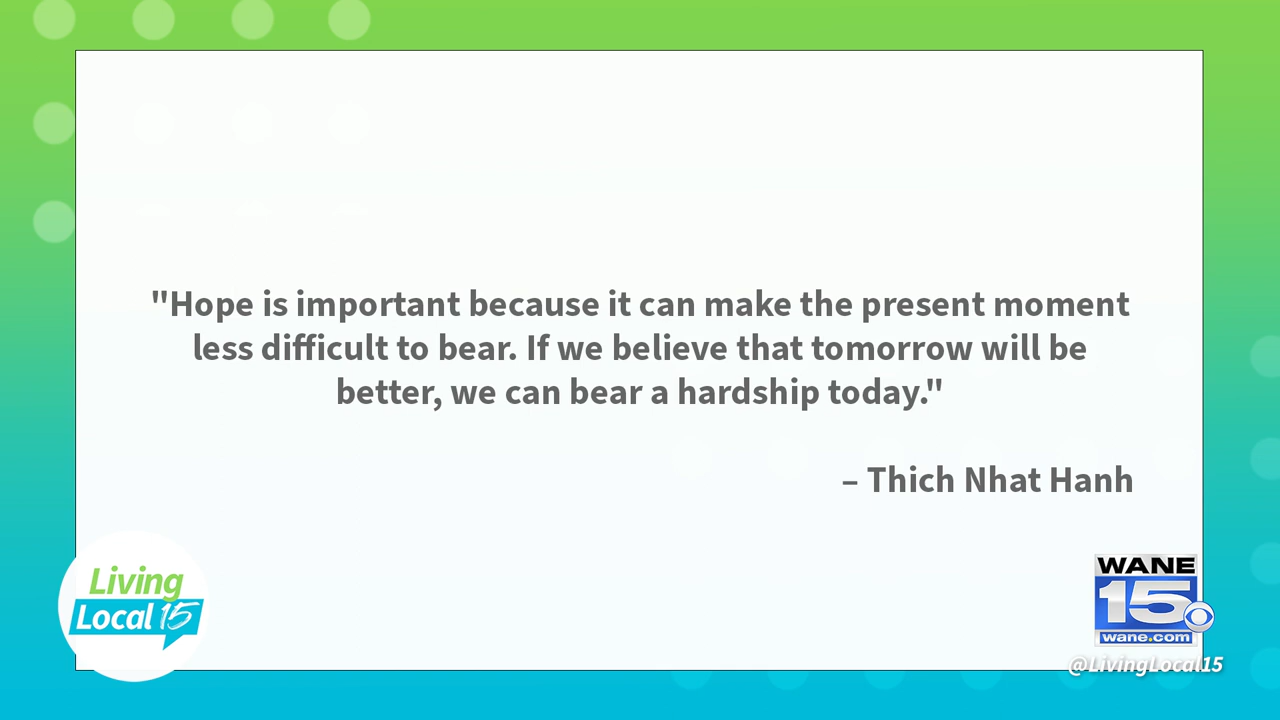 "Hope is important because it can make the present moment
less difficult to bear. If we believe that tomorrow will be
better, we can bear a hardship today."
– Thich Nhat Hanh
Living
Local 15
WANE
15
wane.com
@LivingLocal15